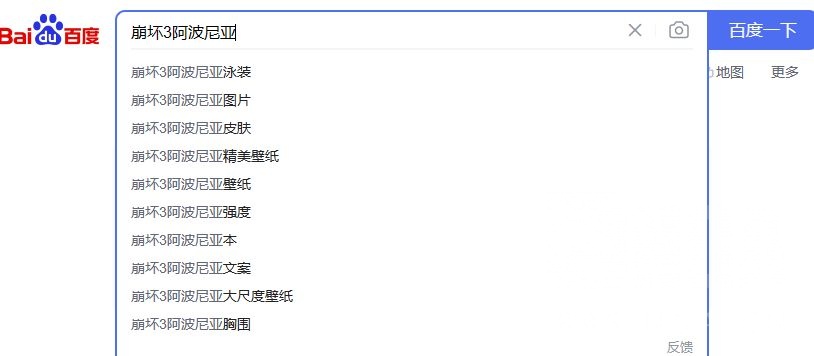 Bai du 百度
崩坏3阿波尼亚
百度一下
地图 更多
崩坏3阿波尼亚泳装
崩坏3阿波尼亚图片
崩坏3阿波尼亚皮肤
崩坏3阿波尼亚精美壁纸
崩坏3阿波尼亚壁纸
崩坏3阿波尼亚强度
崩坏3阿波尼亚本
崩坏3阿波尼亚文案
崩坏3阿波尼亚大尺度壁纸
崩坏3阿波尼亚胸围
反馈